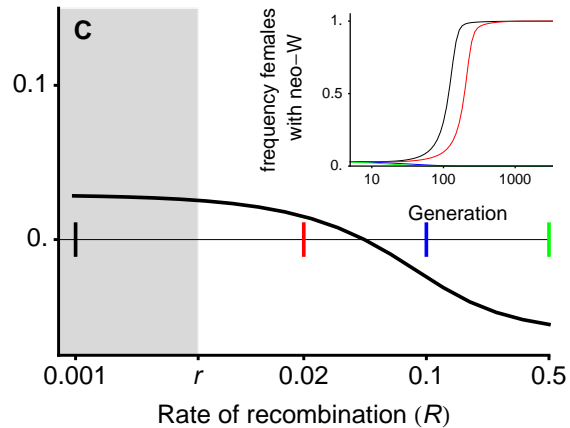 C
0.1
0.
0.001
r
0.02
0.1
0.5
Rate of recombination (R)
frequency females
with neo-W
1.
0.5
0.
10
100
1000
Generation